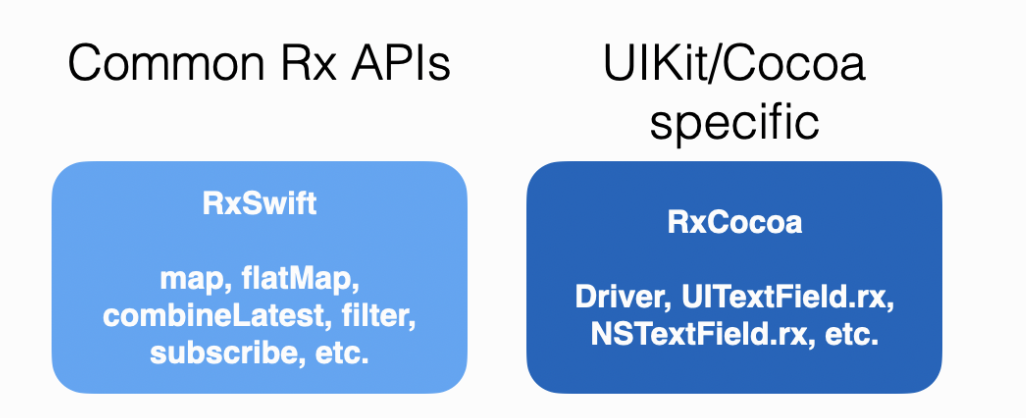 Common Rx APIs
UIKit/Cocoa
specific
RxSwift
map, flatMap,
combineLatest, filter,
subscribe, etc.
RxCocoa
Driver, UITextField.rx,
NSTextField.rx, etc.